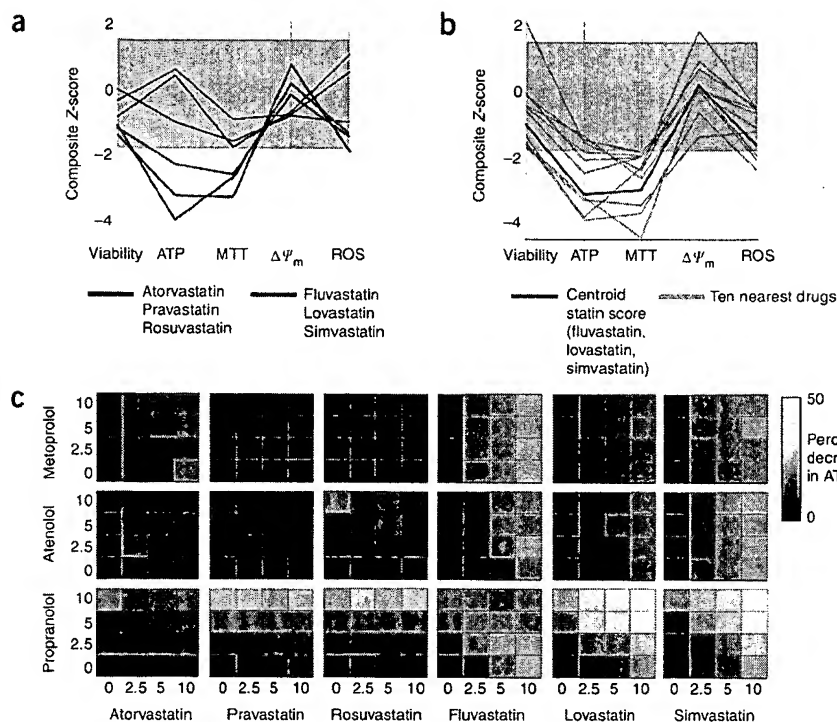 a
2
0
−2
−4
Composite Z-score
Viability ATP MTT ΔΨm ROS
Atorvastatin
Pravastatin
Rosuvastatin
Fluvastatin
Lovastatin
Simvastatin
b
2
0
−2
−4
Composite Z-score
Viability ATP MTT ΔΨm ROS
Centroid
statin score
(fluvastatin,
lovastatin,
simvastatin)
Ten nearest drugs
c
Metoprolol
10
5
2.5
0
Atenolol
10
5
2.5
0
Propranolol
10
5
2.5
0
0 2.5 5 10 0 2.5 5 10 0 2.5 5 10 0 2.5 5 10 0 2.5 5 10 0 2.5 5 10
Atorvastatin Pravastatin Rosuvastatin Fluvastatin Lovastatin Simvastatin
50
Perc
decr
in AT
0